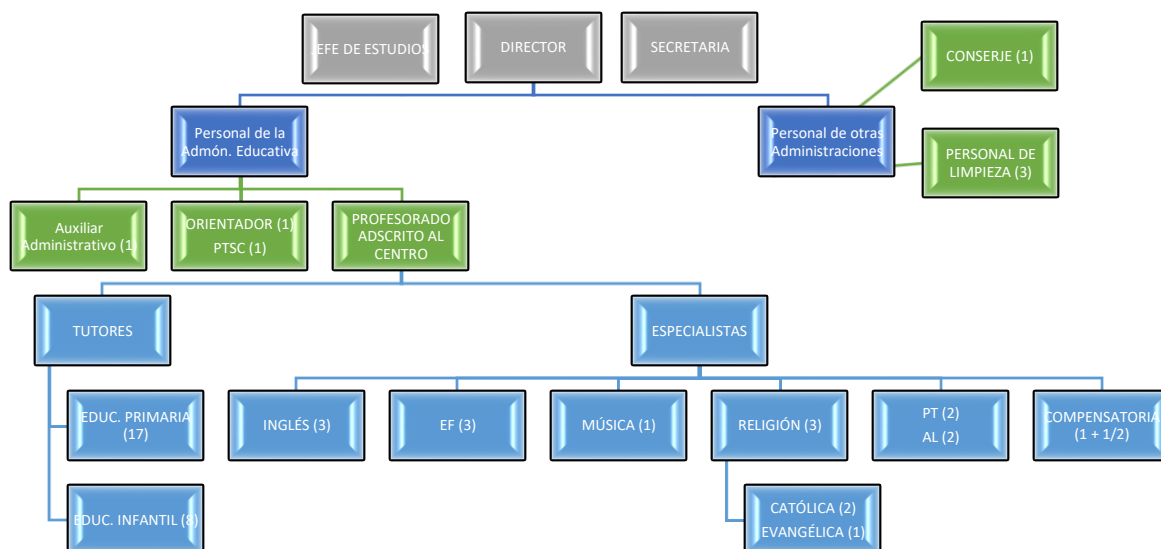 JEFE DE ESTUDIOS
DIRECTOR
SECRETARIA
CONSERJE (1)
Personal de la
Admón. Educativa
Personal de otras
Administraciones
PERSONAL DE
LIMPIEZA (3)
Auxiliar
Administrativo (1)
ORIENTADOR (1)
PTSC (1)
PROFESORADO
ADSCRITO AL
CENTRO
TUTORES
ESPECIALISTAS
EDUC. PRIMARIA
(17)
INGLÉS (3)
EF (3)
MÚSICA (1)
RELIGIÓN (3)
PT (2)
AL (2)
COMPENSATORIA
(1 + 1/2)
EDUC. INFANTIL (8)
CATÓLICA (2)
EVANGÉLICA (1)